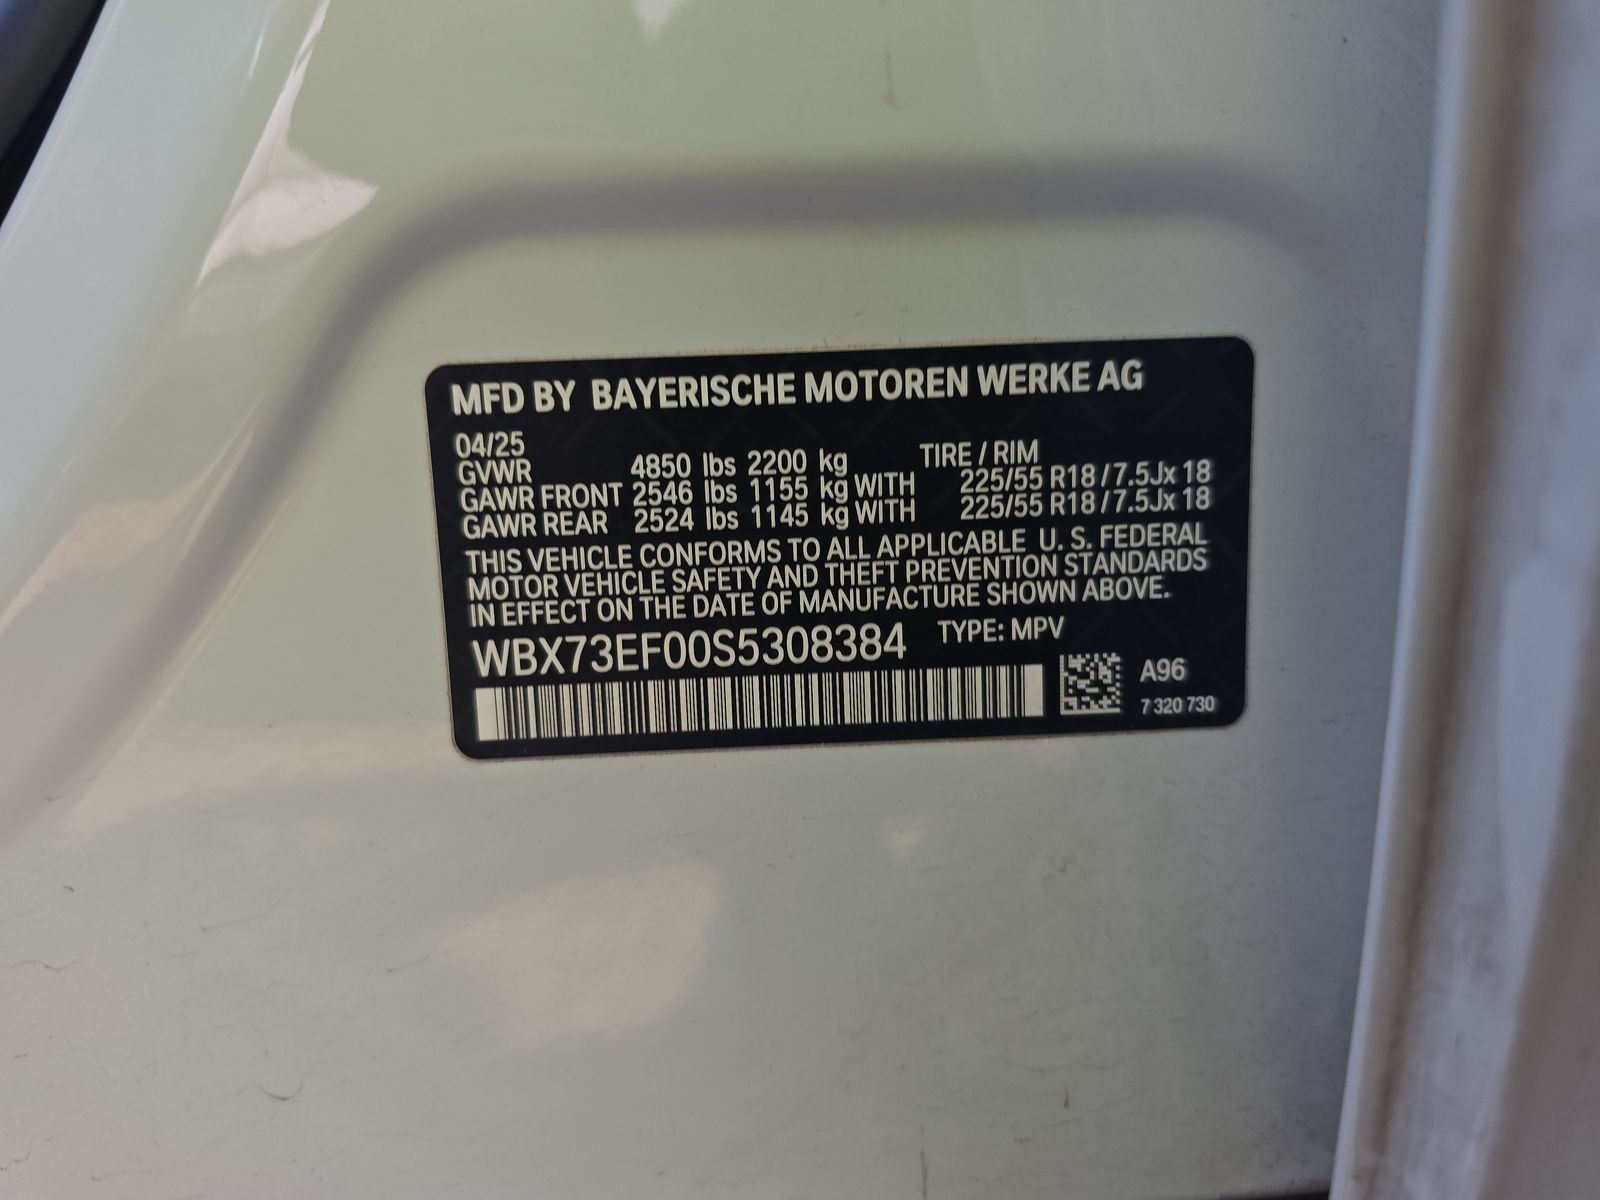 MFD BY BAYERISCHE MOTOREN WERKE AG
04/25
GVWR 4850 lbs 2200 kg TIRE / RIM
GAWR FRONT 2546 lbs 1155 kg WITH 225/55 R18 / 7.5Jx 18
GAWR REAR 2524 lbs 1145 kg WITH 225/55 R18 / 7.5Jx 18
THIS VEHICLE CONFORMS TO ALL APPLICABLE U. S. FEDERAL
MOTOR VEHICLE SAFETY AND THEFT PREVENTION STANDARDS
IN EFFECT ON THE DATE OF MANUFACTURE SHOWN ABOVE.
WBX73EF00S5308384 TYPE: MPV
A96
7 320 730